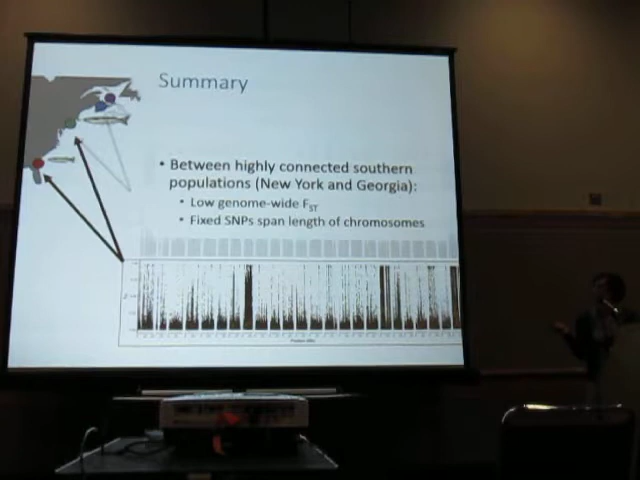 Summary
• Between highly connected southern
populations (New York and Georgia):
• Low genome-wide FST
• Fixed SNPs span length of chromosomes